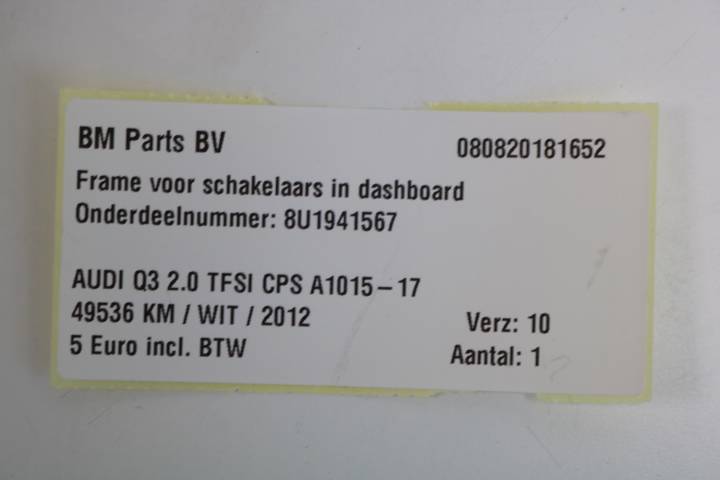 BM Parts BV 080820181652
Frame voor schakelaars in dashboard
Onderdeelnummer: 8U1941567
AUDI Q3 2.0 TFSI CPS A1015-17
49536 KM / WIT / 2012 Verz: 10
5 Euro incl. BTW Aantal: 1